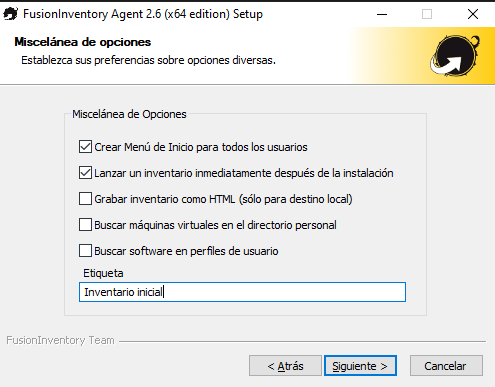 FusionInventory Agent 2.6 (x64 edition) Setup
Miscelánea de opciones
Establezca sus preferencias sobre opciones diversas.
Miscelánea de Opciones
Crear Menú de Inicio para todos los usuarios
Lanzar un inventario inmediatamente después de la instalación
Grabar inventario como HTML (sólo para destino local)
Buscar máquinas virtuales en el directorio personal
Buscar software en perfiles de usuario
Etiqueta
Inventario inicial
FusionInventory Team
< Atrás
Siguiente >
Cancelar